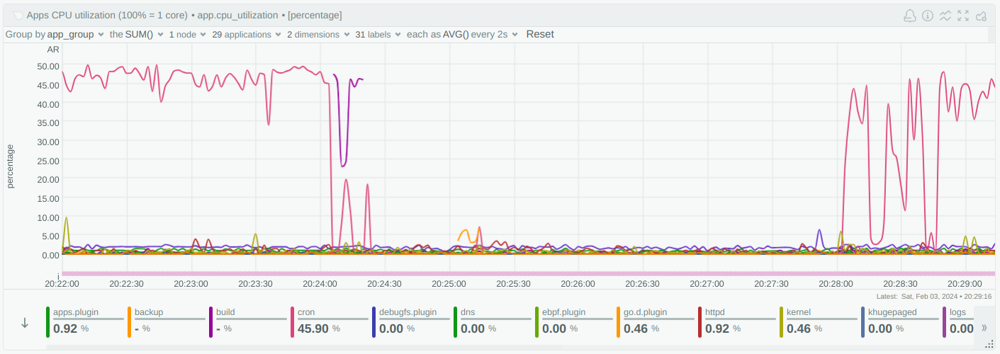 Apps CPU utilization (100% = 1 core) • app.cpu_utilization • [percentage]
Group by app_group the SUM() 1 node 29 applications 2 dimensions 31 labels each as AVG() every 2s Reset
AR
50.00
45.00
40.00
35.00
30.00
25.00
20.00
15.00
10.00
5.00
0.00
percentage
i
20:22:00 20:22:30 20:23:00 20:23:30 20:24:00 20:24:30 20:25:00 20:25:30 20:26:00 20:26:30 20:27:00 20:27:30 20:28:00 20:28:30 20:29:00
Latest: Sat, Feb 03, 2024 • 20:29:16
apps.plugin backup build cron debugfs.plugin dns ebpf.plugin go.d.plugin httpd kernel khugepaged logs
0.92 % - % - % 45.90 % 0.00 % 0.00 % 0.00 % 0.46 % 0.92 % 0.46 % 0.00 % 0.00